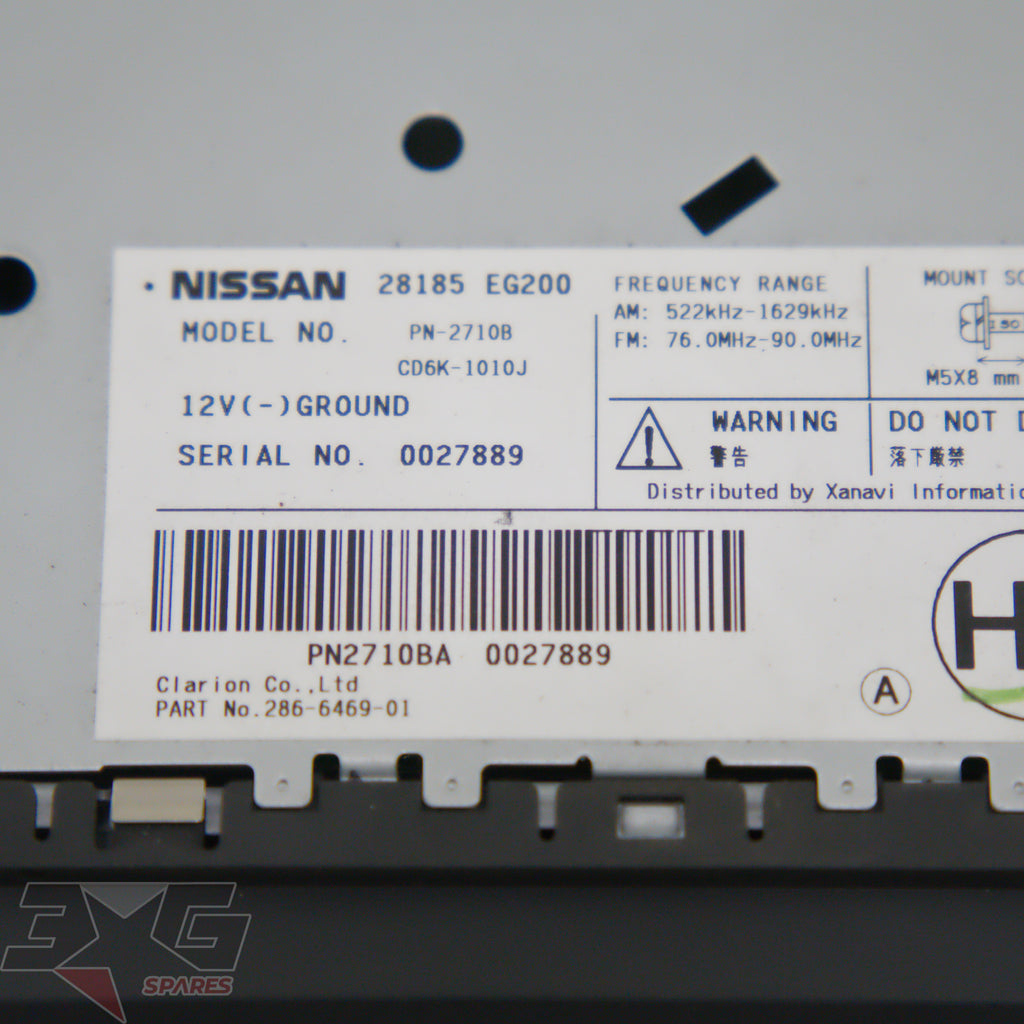 NISSAN 28185 EG200
MODEL NO. PN-2710B
CD6K-1010J
12V(-)GROUND
SERIAL NO. 0027889
FREQUENCY RANGE
AM: 522kHz-1629kHz
FM: 76.0MHz-90.0MHz
MOUNT
M5X8 mm
WARNING
警告
DO NOT
落下厳禁
Distributed by Xanavi
PN2710BA 0027889
Clarion Co.,Ltd
PART No.286-6469-01
A
H
3XG
SPARES